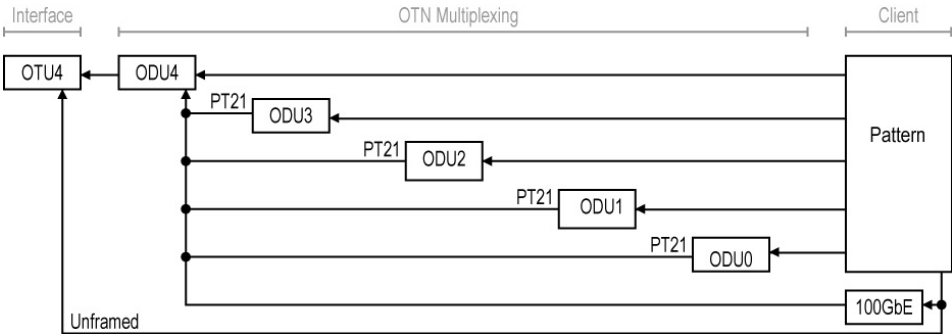 Interface OTN Multiplexing Client
OTU4 ODU4
PT21 ODU3
Pattern
PT21 ODU2
PT21 ODU1
PT21 ODU0
100GbE
Unframed